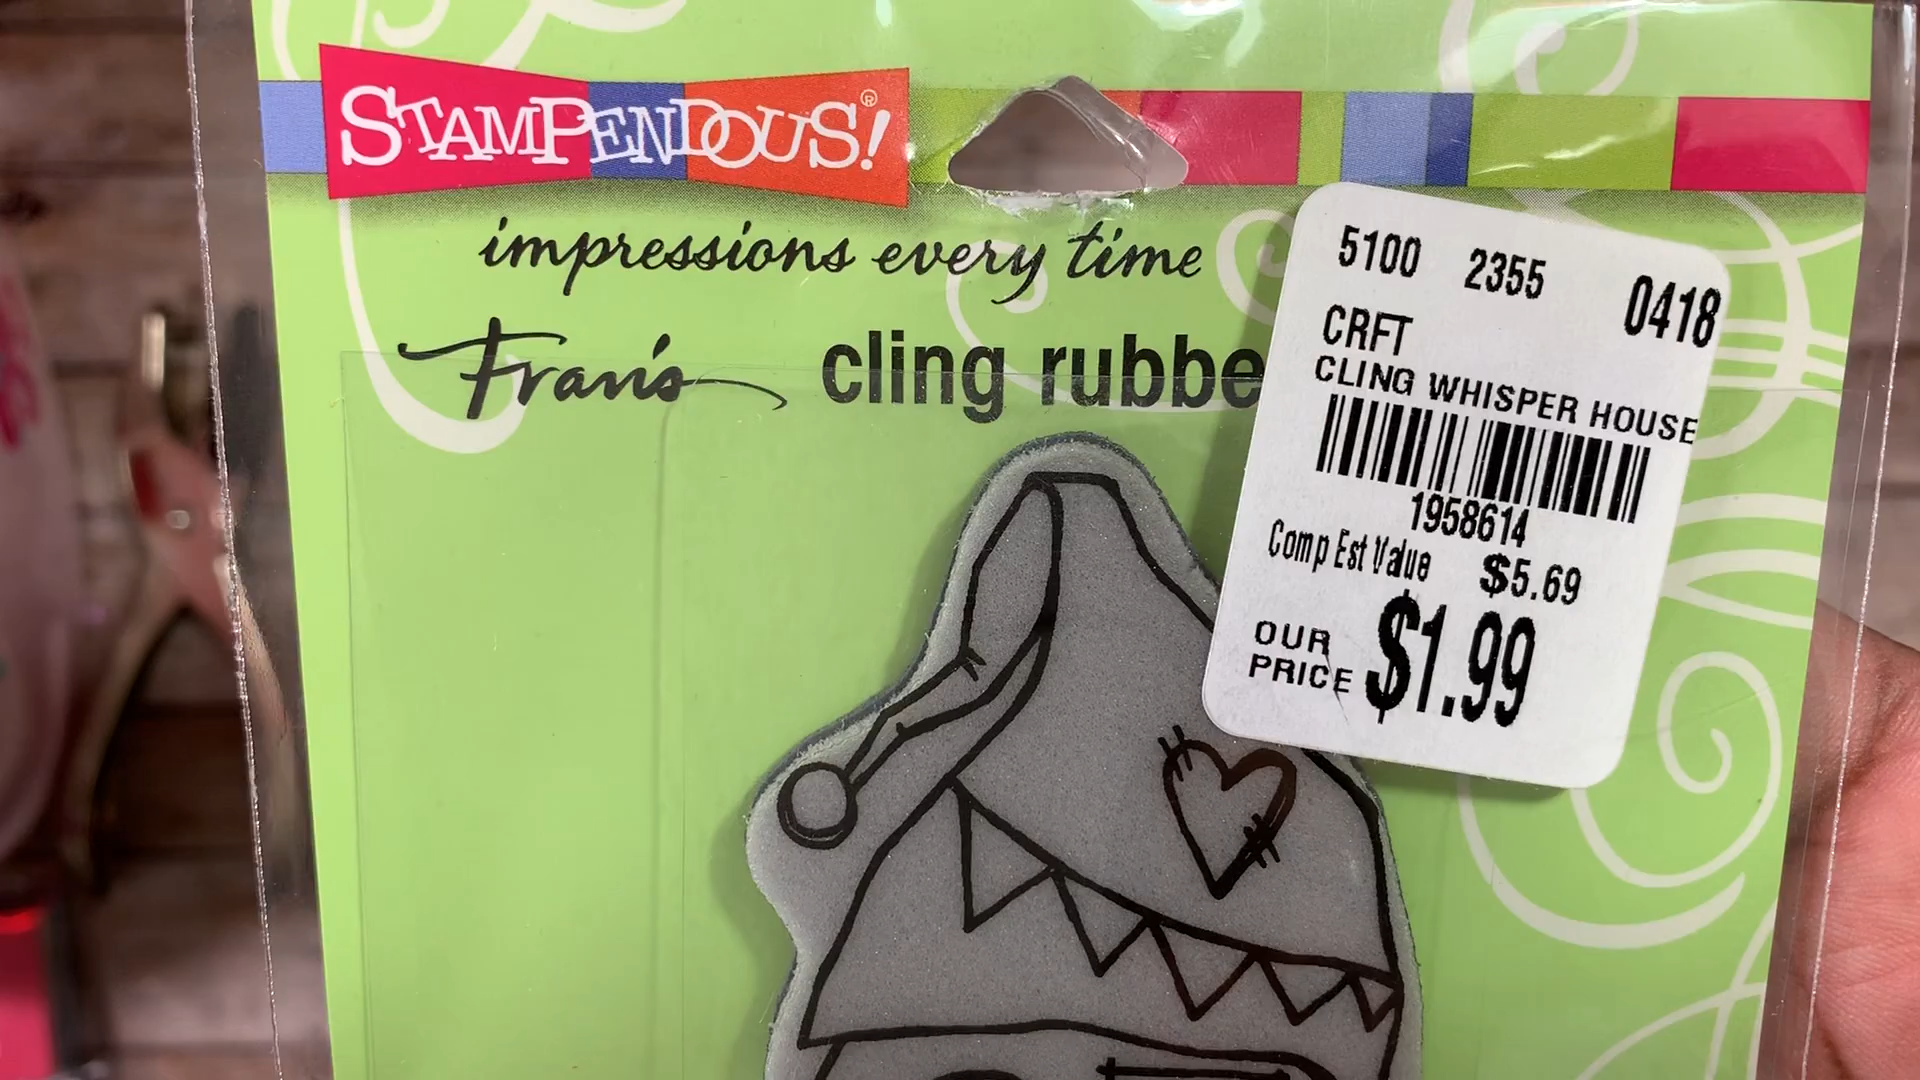 STAMPENDOUS!®
impressions every time
Fran's cling rubbe
5100 2355 0418
CRFT
CLING WHISPER HOUSE
1958614
Comp Est Value $5.69
OUR PRICE $1.99